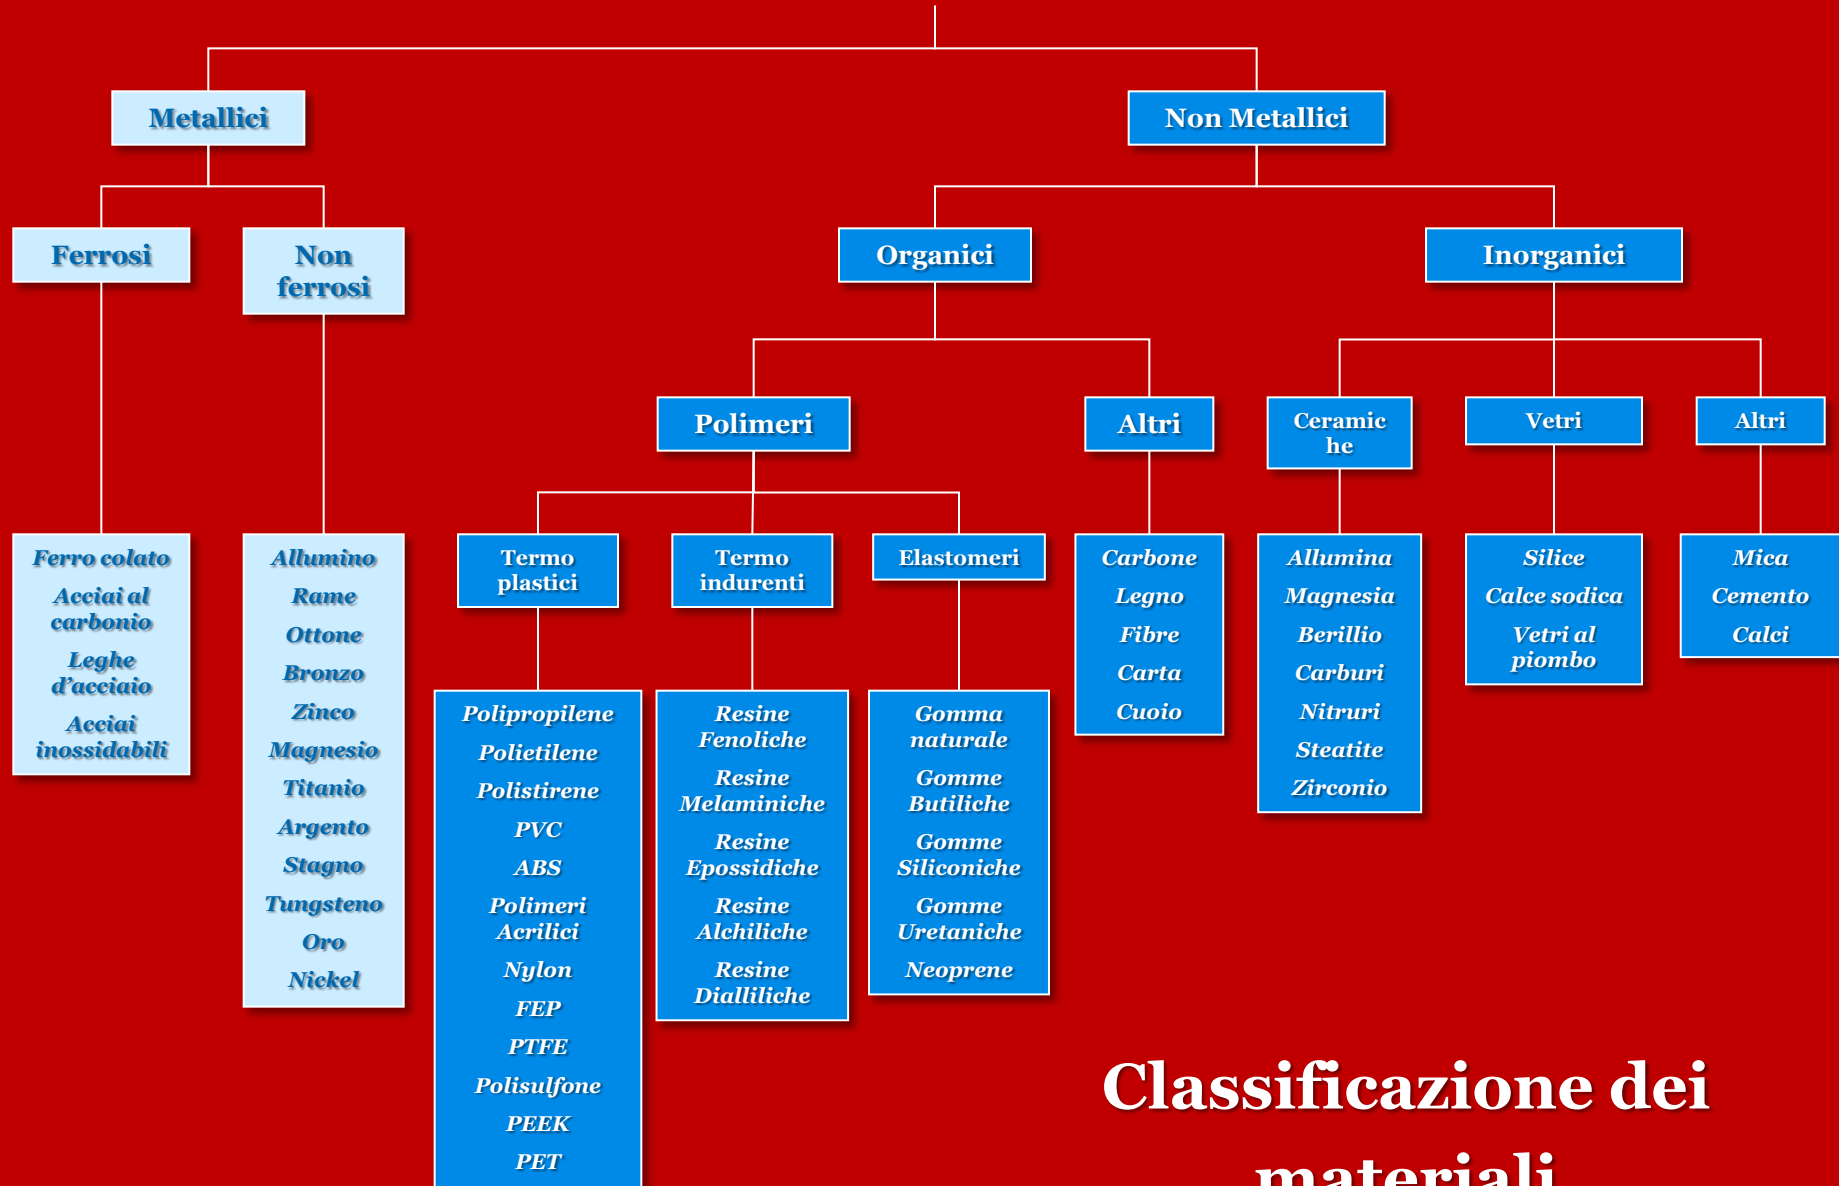 Metallici
Non Metallici
Ferrosi
Non
ferrosi
Organici
Inorganici
Polimeri
Altri
Ceramic
he
Vetri
Altri
Ferro colato
Acciai al
carbonio
Leghe
d’acciaio
Acciai
inossidabili
Allumino
Rame
Ottone
Bronzo
Zinco
Magnesio
Titanio
Argento
Stagno
Tungsteno
Oro
Nickel
Termo
plastici
Polipropilene
Polietilene
Polistirene
PVC
ABS
Polimeri
Acrilici
Nylon
FEP
PTFE
Polisulfone
PEEK
PET
Termo
indurenti
Resine
Fenoliche
Resine
Melaminiche
Resine
Epossidiche
Resine
Alchiliche
Resine
Dialliliche
Elastomeri
Gomma
naturale
Gomme
Butiliche
Gomme
Siliconiche
Gomme
Uretaniche
Neoprene
Carbone
Legno
Fibre
Carta
Cuoio
Allumina
Magnesia
Berillio
Carburi
Nitruri
Steatite
Zirconio
Silice
Calce sodica
Vetri al
piombo
Mica
Cemento
Calci
Classificazione dei
materiali